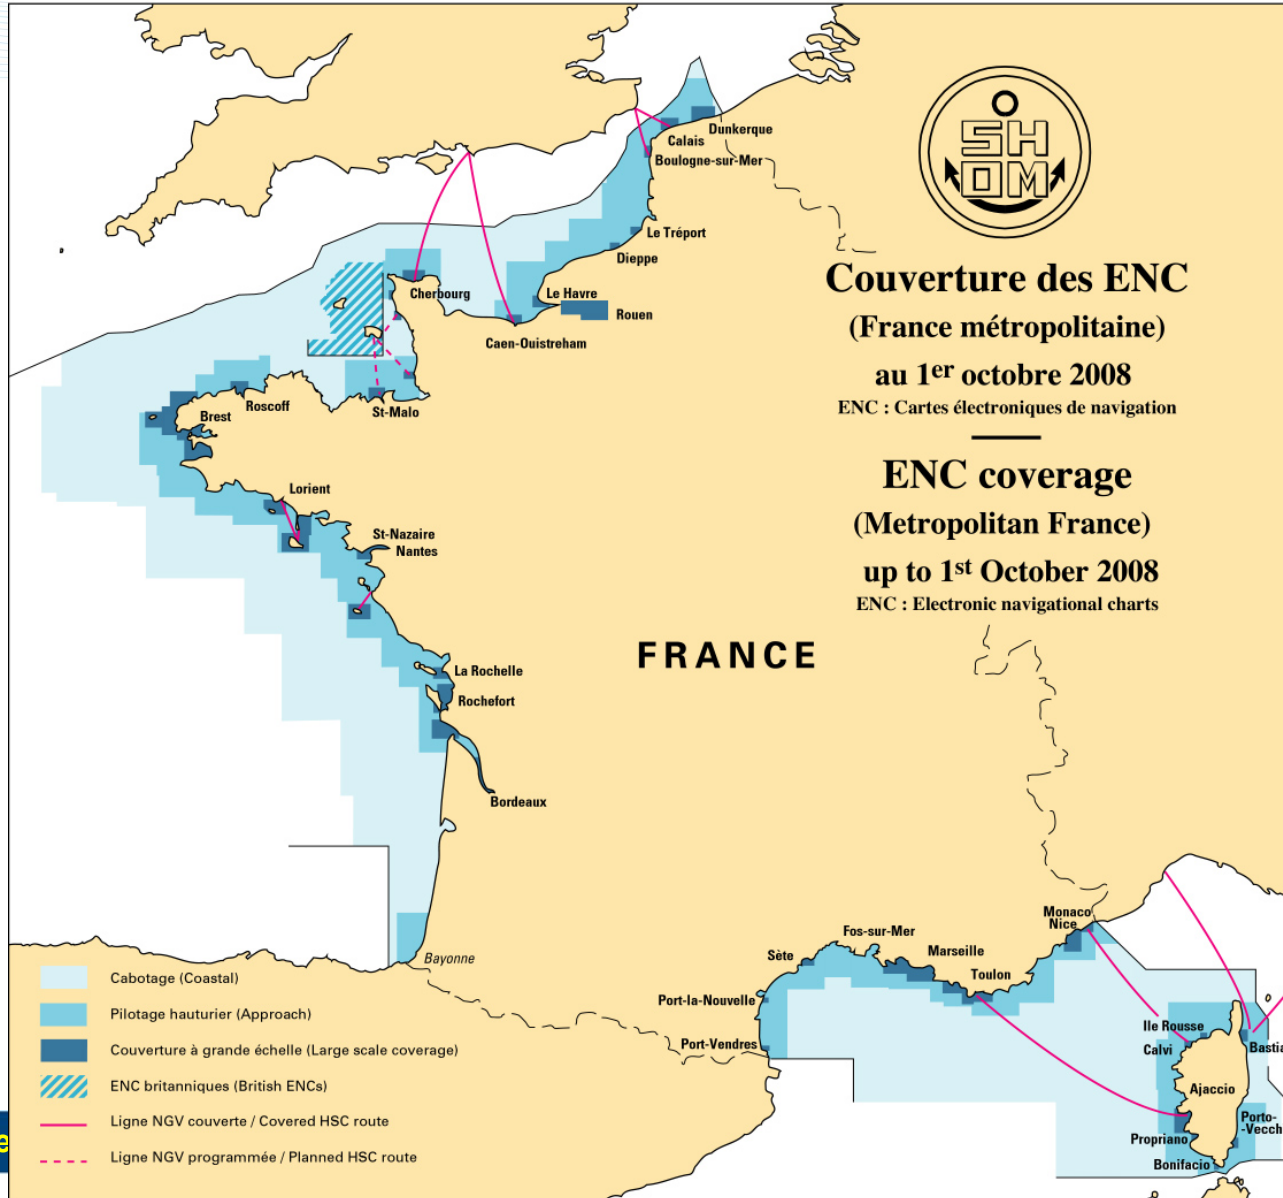 SH
OM
Couverture des ENC
(France métropolitaine)
au 1er octobre 2008
ENC : Cartes électroniques de navigation
ENC coverage
(Metropolitan France)
up to 1st October 2008
ENC : Electronic navigational charts
FRANCE
Dunkerque
Calais
Boulogne-sur-Mer
Le Tréport
Dieppe
Le Havre
Rouen
Cherbourg
Caen-Ouistreham
St-Malo
Roscoff
Brest
Lorient
St-Nazaire
Nantes
La Rochelle
Rochefort
Bordeaux
Bayonne
Monaco
Nice
Fos-sur-Mer
Marseille
Sète
Toulon
Port-la-Nouvelle
Port-Vendres
Ile Rousse
Calvi
Bastia
Ajaccio
Porto-
-Vecch
Propriano
Bonifacio
Cabotage (Coastal)
Pilotage hauturier (Approach)
Couverture à grande échelle (Large scale coverage)
ENC britanniques (British ENCs)
Ligne NGV couverte / Covered HSC route
Ligne NGV programmée / Planned HSC route
e